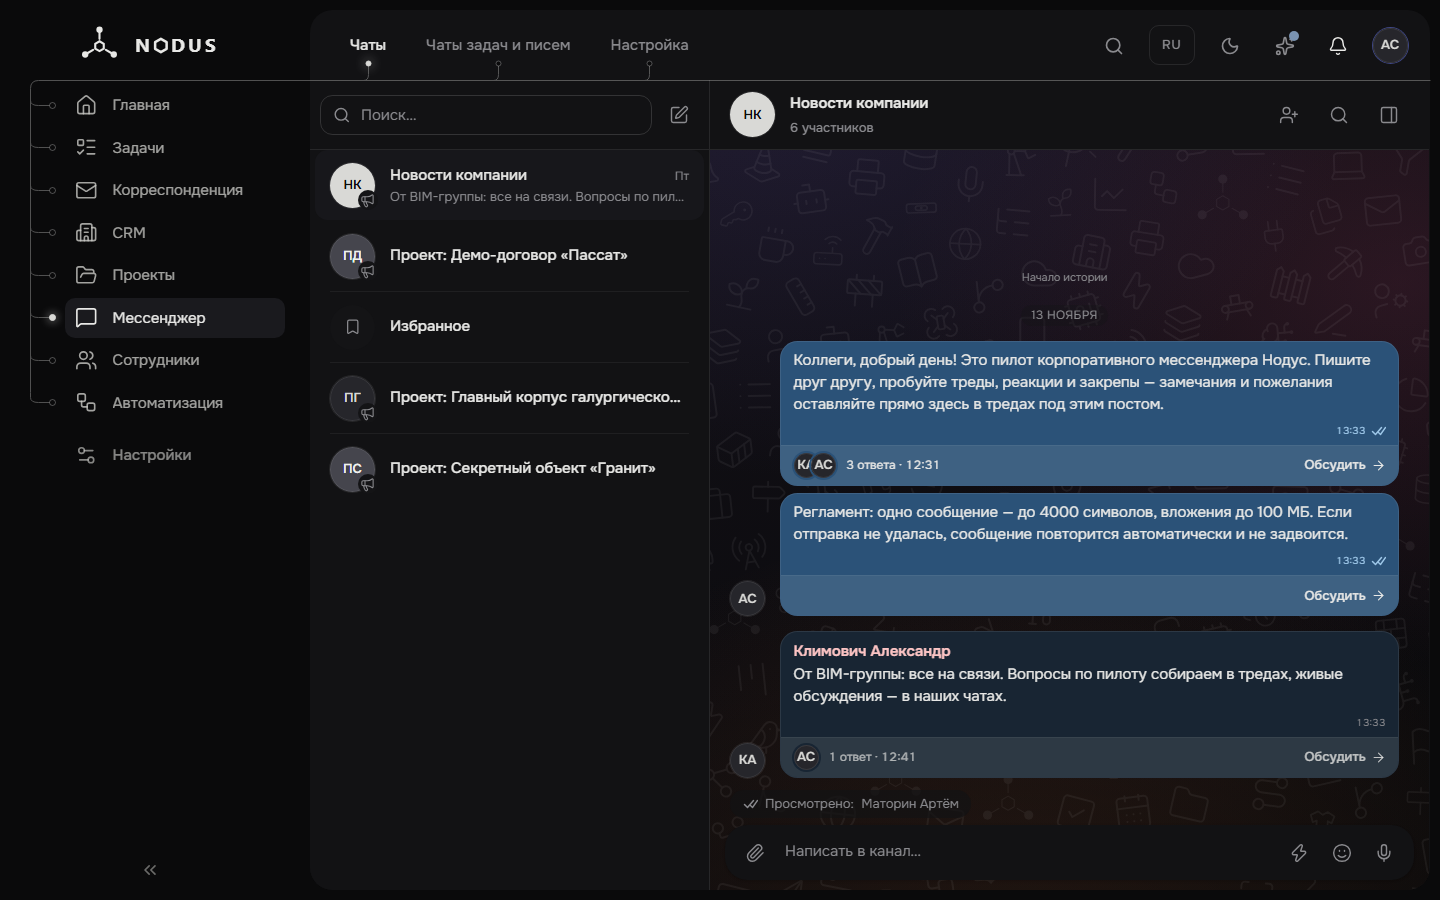 NODUS
Главная
Задачи
Корреспонденция
CRM
Проекты
Мессенджер
Сотрудники
Автоматизация
Настройки
Чаты
Чаты задач и писем
Настройка
RU
АС
Поиск...
НК
Новости компании
Пт
От BIM-группы: все на связи. Вопросы по пил...
ПД
Проект: Демо-договор «Пассат»
Избранное
ПГ
Проект: Главный корпус галургическо...
ПС
Проект: Секретный объект «Гранит»
НК
Новости компании
6 участников
Начало истории
13 НОЯБРЯ
Коллеги, добрый день! Это пилот корпоративного мессенджера Нодус. Пишите
друг другу, пробуйте треды, реакции и закрепы — замечания и пожелания
оставляйте прямо здесь в тредах под этим постом.
13:33
КА
АС
3 ответа · 12:31
Обсудить
Регламент: одно сообщение — до 4000 символов, вложения до 100 МБ. Если
отправка не удалась, сообщение повторится автоматически и не задвоится.
13:33
АС
Обсудить
Климович Александр
От BIM-группы: все на связи. Вопросы по пилоту собираем в тредах, живые
обсуждения — в наших чатах.
13:33
КА
АС
1 ответ · 12:41
Обсудить
Просмотрено: Маторин Артём
Написать в канал...